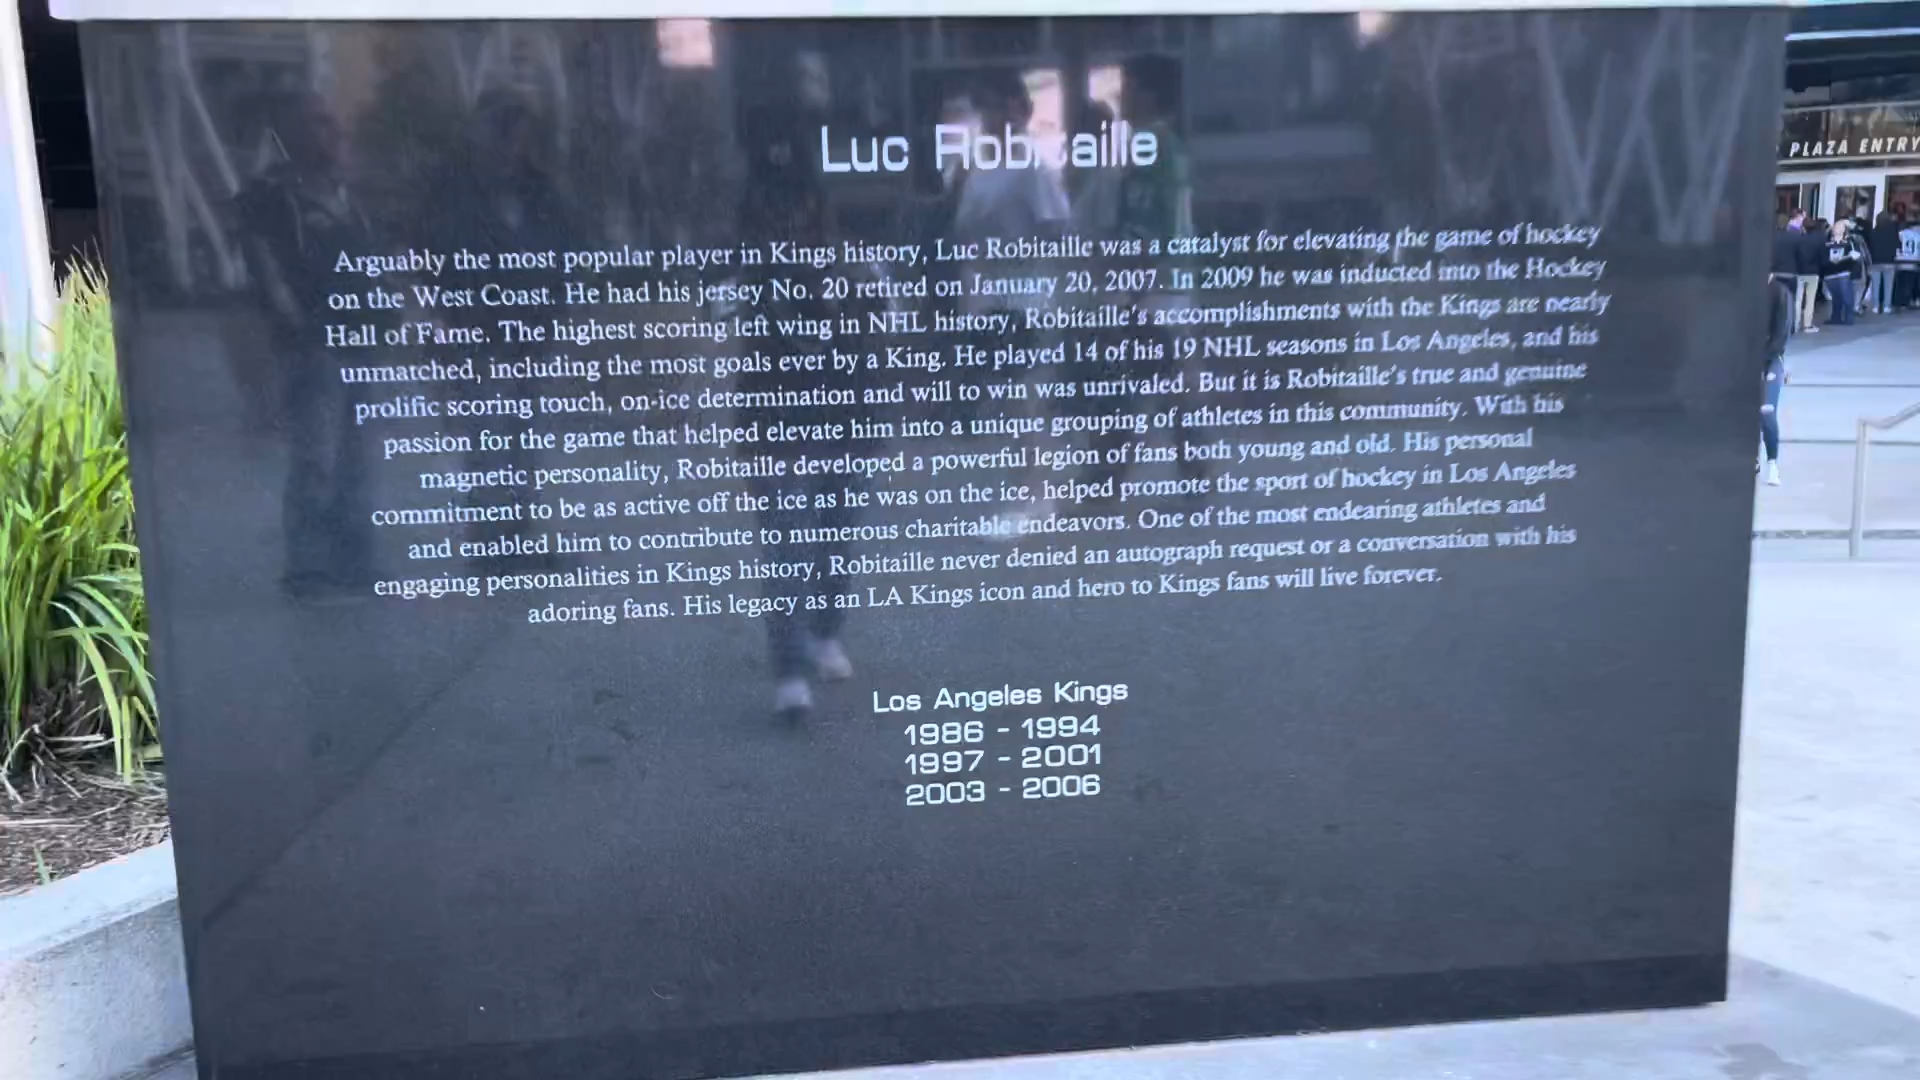 Luc Robitaille
Arguably the most popular player in Kings history, Luc Robitaille was a catalyst for elevating the game of hockey
on the West Coast. He had his jersey No. 20 retired on January 20, 2007. In 2009 he was inducted into the Hockey
Hall of Fame. The highest scoring left wing in NHL history, Robitaille's accomplishments with the Kings are nearly
unmatched, including the most goals ever by a King. He played 14 of his 19 NHL seasons in Los Angeles, and his
prolific scoring touch, on-ice determination and will to win was unrivaled. But it is Robitaille's true and genuine
passion for the game that helped elevate him into a unique grouping of athletes in this community. With his
magnetic personality, Robitaille developed a powerful legion of fans both young and old. His personal
commitment to be as active off the ice as he was on the ice, helped promote the sport of hockey in Los Angeles
and enabled him to contribute to numerous charitable endeavors. One of the most endearing athletes and
engaging personalities in Kings history, Robitaille never denied an autograph request or a conversation with his
adoring fans. His legacy as an LA Kings icon and hero to Kings fans will live forever.
Los Angeles Kings
1986 - 1994
1997 - 2001
2003 - 2006
PLAZA ENTRY